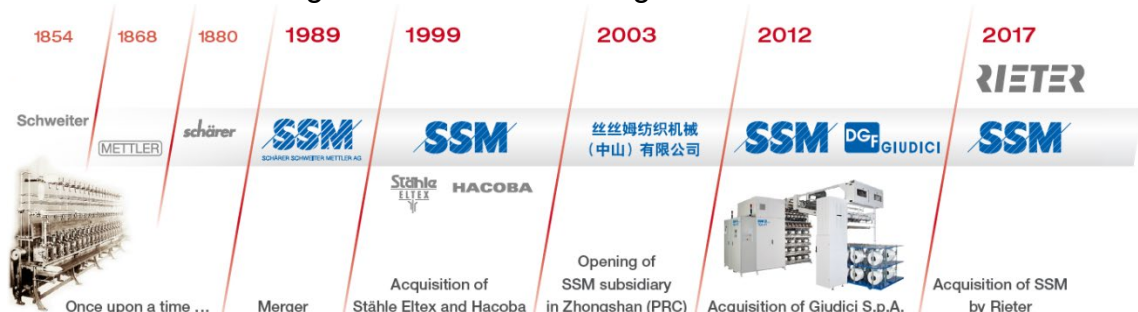 1854 1868 1880 1989 1999 2003 2012 2017
RIETER
Schweiter
METTLER
schärer
SSM
SCHÄRER SCHWEITER METTLER AG
SSM
丝丝姆纺织机械
（中山）有限公司
SSM
DGF GIUDICI
SSM
Stähle
ELTEX
HACOBA
Once upon a time ...
Merger
Acquisition of
Stähle Eltex and Hacoba
Opening of
SSM subsidiary
in Zhongshan (PRC)
Acquisition of Giudici S.p.A.
Acquisition of SSM
by Rieter